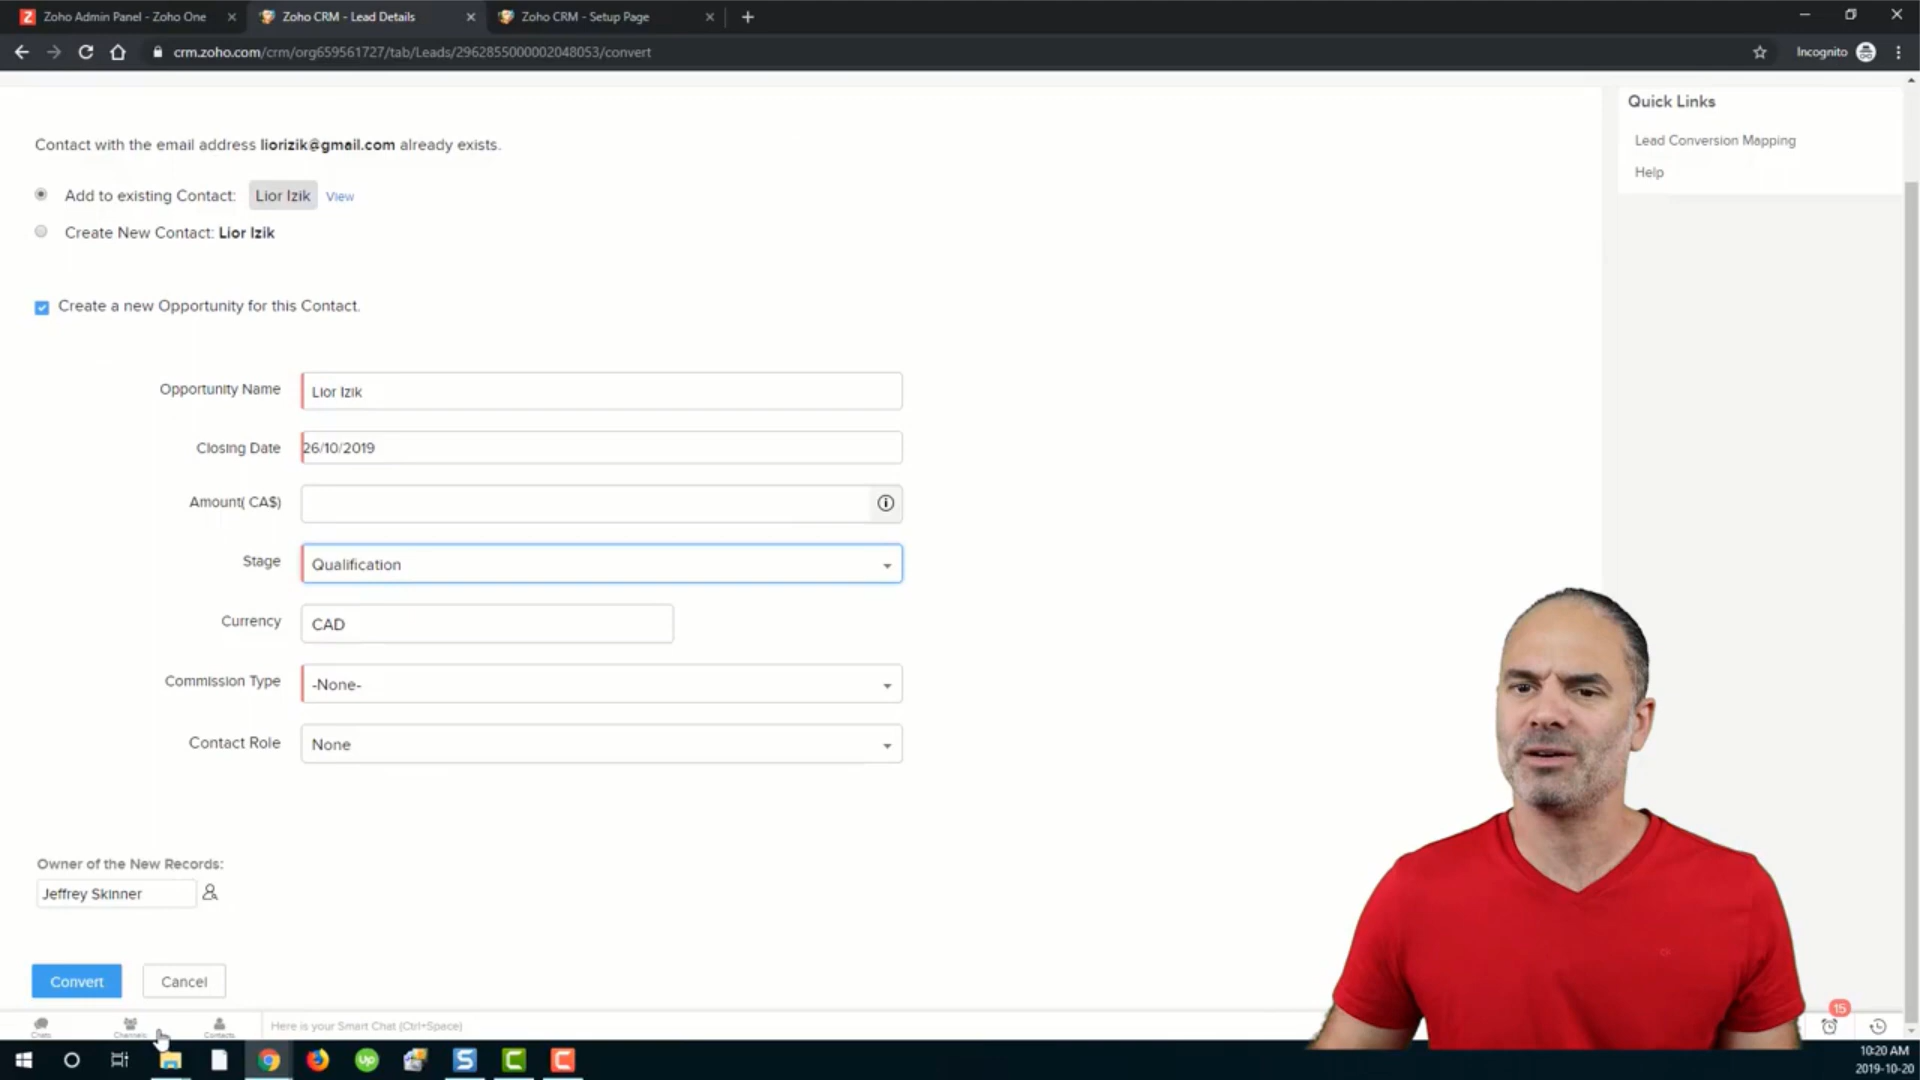 Zoho Admin Panel - Zoho One
Zoho CRM - Lead Details
Zoho CRM - Setup Page
crm.zoho.com/crm/org659561727/tab/Leads/2962855000002048053/convert
Incognito
Quick Links
Lead Conversion Mapping
Help
Contact with the email address liorizik@gmail.com already exists.
Add to existing Contact: Lior Izik View
Create New Contact: Lior Izik
Create a new Opportunity for this Contact.
Opportunity Name Lior Izik
Closing Date 26/10/2019
Amount( CA$)
Stage Qualification
Currency CAD
Commission Type -None-
Contact Role None
Owner of the New Records:
Jeffrey Skinner
Convert Cancel
15
Chats Channels Contacts Here is your Smart Chat (Ctrl+Space)
10:20 AM
2019-10-20